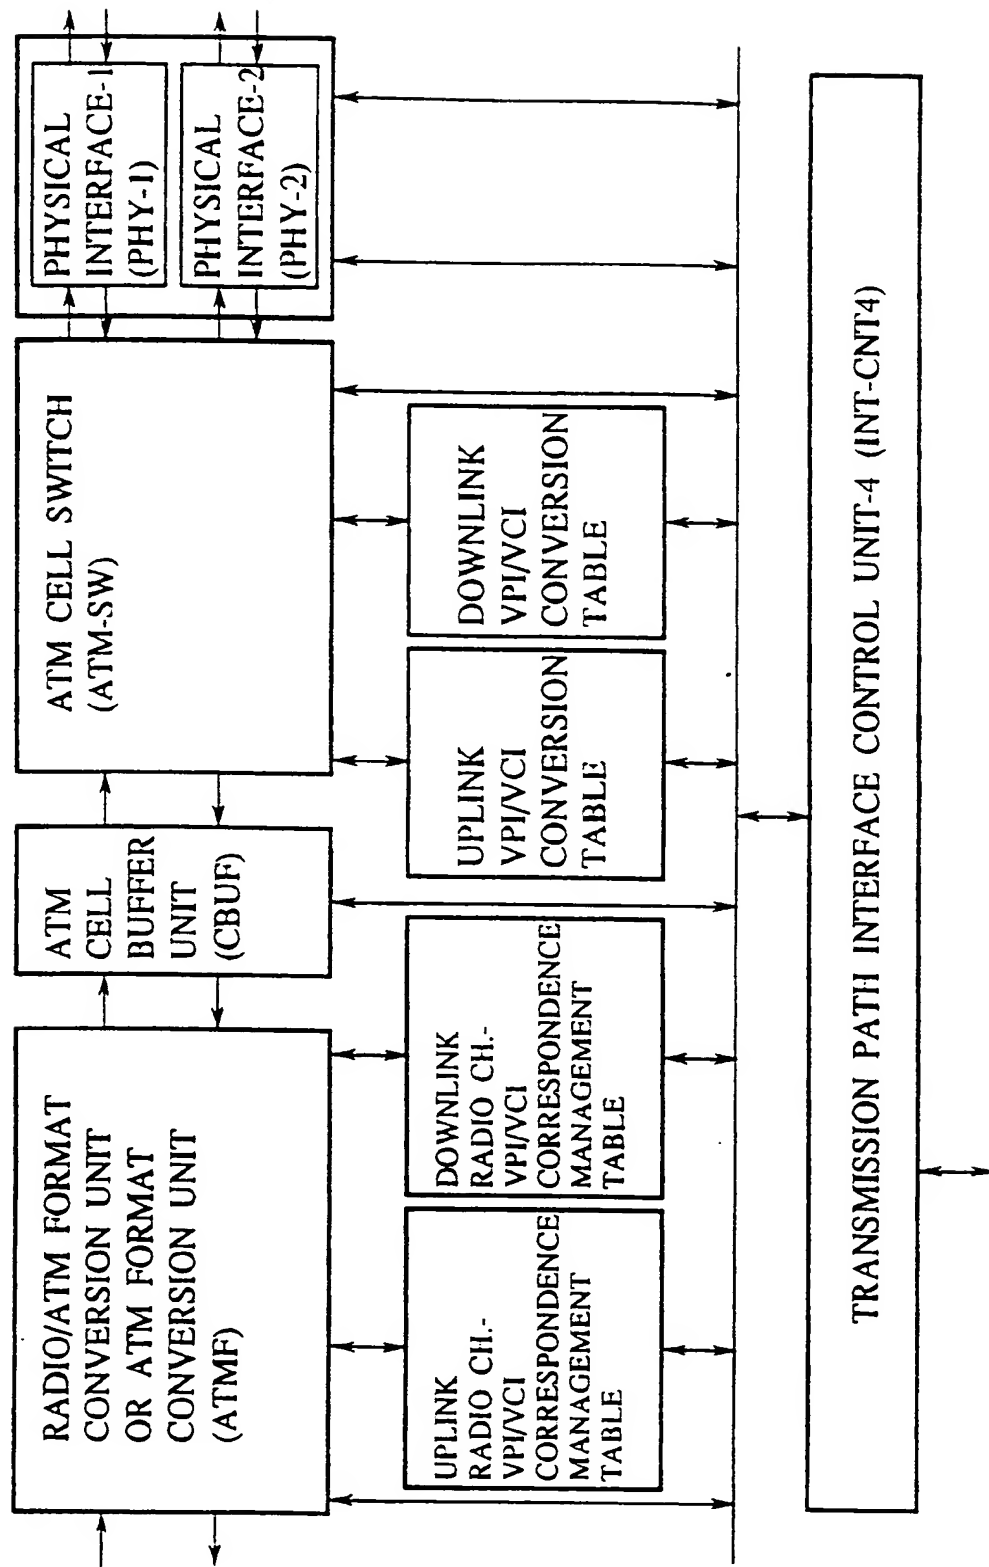 RADIO/ATM FORMAT
CONVERSION UNIT
OR ATM FORMAT
CONVERSION UNIT
(ATMF)
ATM
CELL
BUFFER
UNIT
(CBUF)
ATM CELL SWITCH
(ATM-SW)
PHYSICAL
INTERFACE-1
(PHY-1)
PHYSICAL
INTERFACE-2
(PHY-2)
UPLINK
RADIO CH.-
VPI/VCI
CORRESPONDENCE
MANAGEMENT
TABLE
DOWNLINK
RADIO CH.-
VPI/VCI
CORRESPONDENCE
MANAGEMENT
TABLE
UPLINK
VPI/VCI
CONVERSION
TABLE
DOWNLINK
VPI/VCI
CONVERSION
TABLE
TRANSMISSION PATH INTERFACE CONTROL UNIT-4 (INT-CNT4)